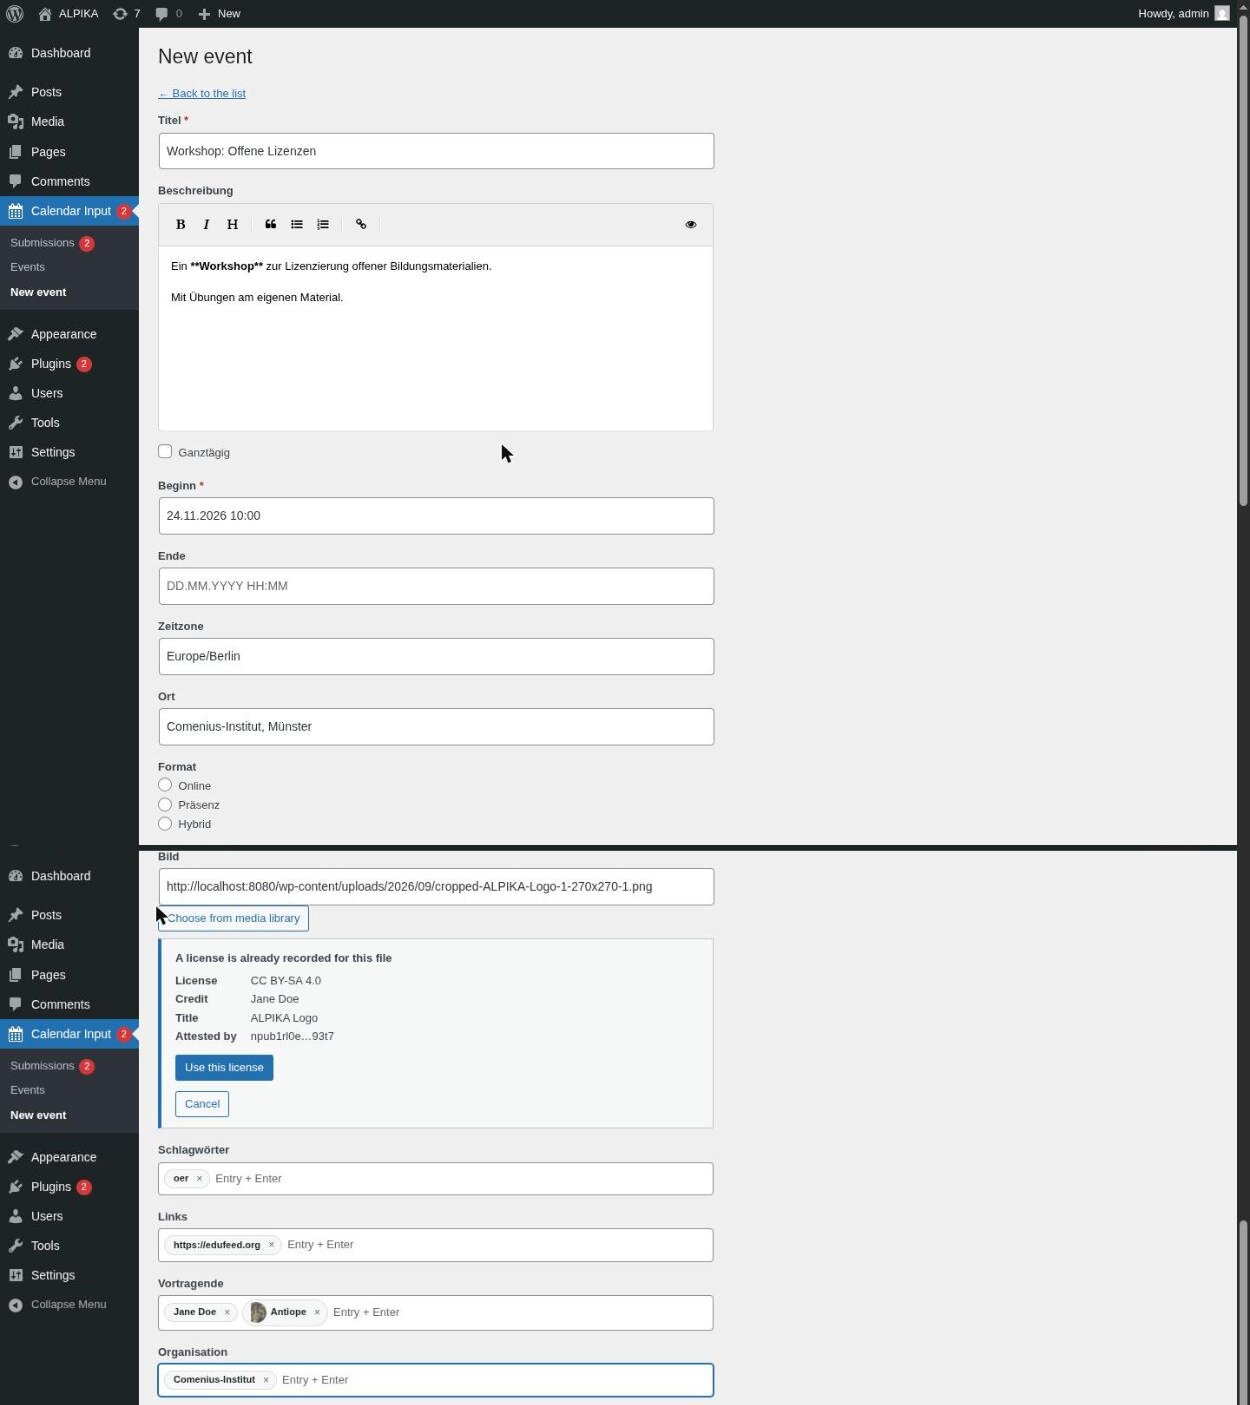 ALPIKA 7 0 New Howdy, admin
Dashboard
Posts
Media
Pages
Comments
Calendar Input 2
Submissions 2
Events
New event
Appearance
Plugins 2
Users
Tools
Settings
Collapse Menu
New event
← Back to the list
Titel *
Workshop: Offene Lizenzen
Beschreibung
B I H
Ein **Workshop** zur Lizenzierung offener Bildungsmaterialien.
Mit Übungen am eigenen Material.
Ganztägig
Beginn *
24.11.2026 10:00
Ende
DD.MM.YYYY HH:MM
Zeitzone
Europe/Berlin
Ort
Comenius-Institut, Münster
Format
Online
Präsenz
Hybrid
Dashboard
Posts
Media
Pages
Comments
Calendar Input 2
Submissions 2
Events
New event
Appearance
Plugins 2
Users
Tools
Settings
Collapse Menu
Bild
http://localhost:8080/wp-content/uploads/2026/09/cropped-ALPIKA-Logo-1-270x270-1.png
Choose from media library
A license is already recorded for this file
License CC BY-SA 4.0
Credit Jane Doe
Title ALPIKA Logo
Attested by npub1rl0e…93t7
Use this license
Cancel
Schlagwörter
oer × Entry + Enter
Links
https://edufeed.org × Entry + Enter
Vortragende
Jane Doe × Antiope × Entry + Enter
Organisation
Comenius-Institut × Entry + Enter